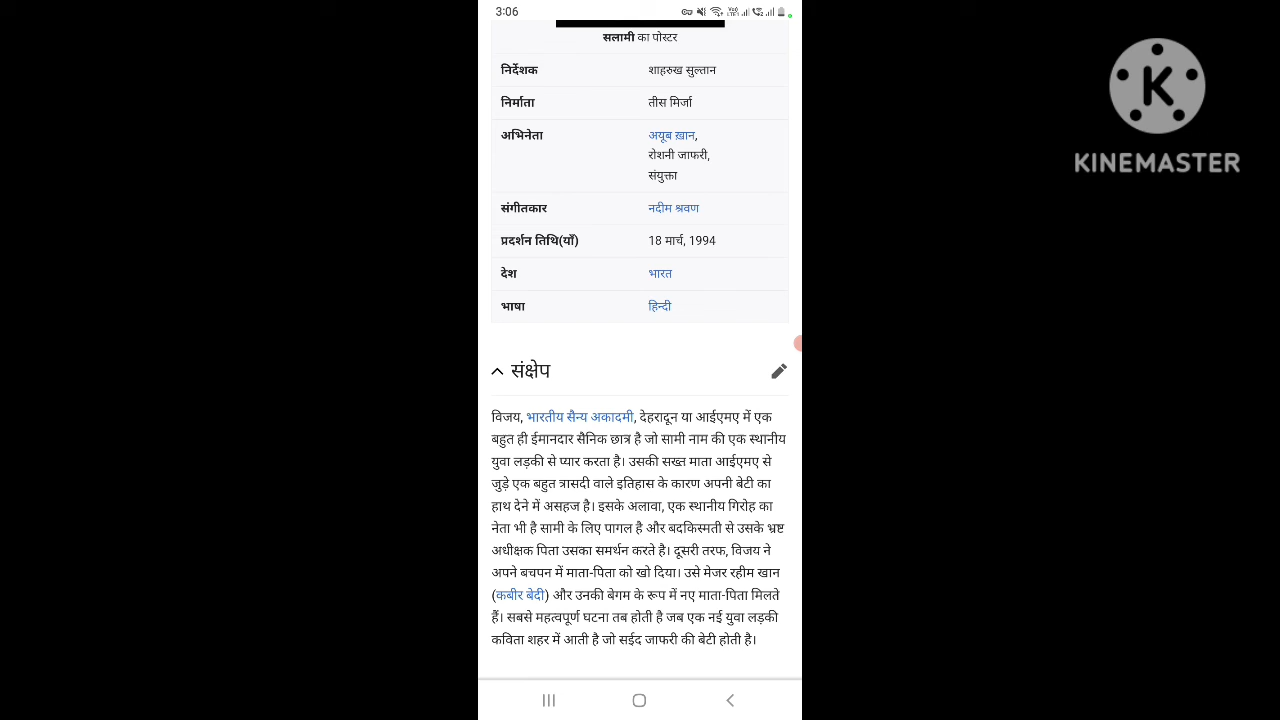 3:06
सलामी का पोस्टर
निर्देशक शाहरुख सुल्तान
निर्माता तीस मिर्जा
अभिनेता अयूब ख़ान,
रोशनी जाफरी,
संयुक्ता
संगीतकार नदीम श्रवण
प्रदर्शन तिथि(याँ) 18 मार्च, 1994
देश भारत
भाषा हिन्दी
संक्षेप
विजय, भारतीय सैन्य अकादमी, देहरादून या आईएमए में एक
बहुत ही ईमानदार सैनिक छात्र है जो सामी नाम की एक स्थानीय
युवा लड़की से प्यार करता है। उसकी सख्त माता आईएमए से
जुड़े एक बहुत त्रासदी वाले इतिहास के कारण अपनी बेटी का
हाथ देने में असहज है। इसके अलावा, एक स्थानीय गिरोह का
नेता भी है सामी के लिए पागल है और बदकिस्मती से उसके भ्रष्ट
अधीक्षक पिता उसका समर्थन करते है। दूसरी तरफ, विजय ने
अपने बचपन में माता-पिता को खो दिया। उसे मेजर रहीम खान
(कबीर बेदी) और उनकी बेगम के रूप में नए माता-पिता मिलते
हैं। सबसे महत्वपूर्ण घटना तब होती है जब एक नई युवा लड़की
कविता शहर में आती है जो सईद जाफरी की बेटी होती है।
K
KINEMASTER